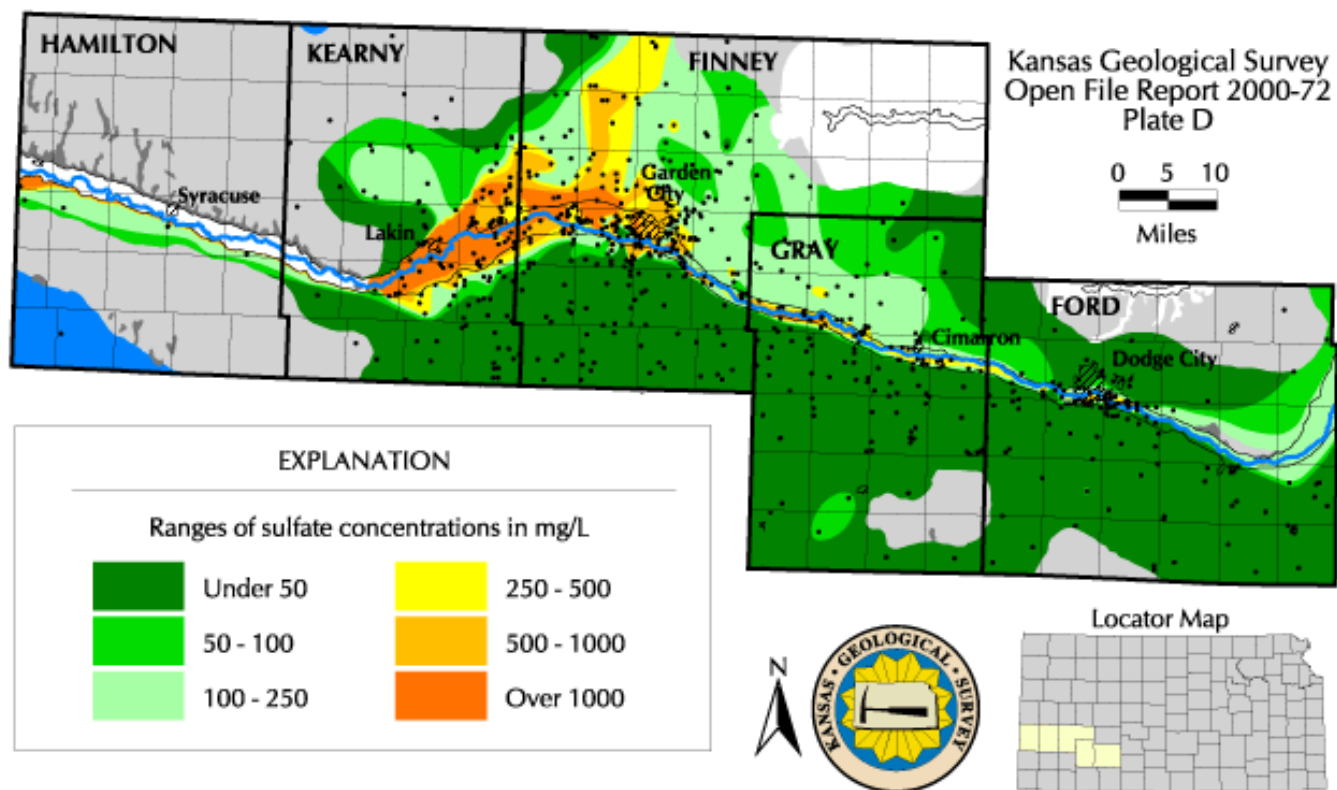 HAMILTON
KEARNY
FINNEY
Kansas Geological Survey
Open File Report 2000-72
Plate D
0 5 10
Miles
Garden
City
Syracuse
Lakin
GRAY
FORD
Cimarron
Dodge City
EXPLANATION
Ranges of sulfate concentrations in mg/L
Under 50
250 - 500
50 - 100
500 - 1000
100 - 250
Over 1000
N
KANSAS • GEOLOGICAL • SURVEY
Locator Map